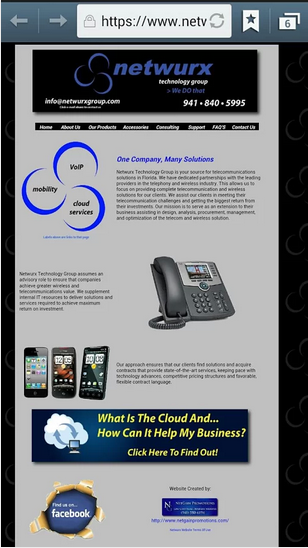 https://www.netw
6
netwurx
technology group
> We DO that
info@netwurxgroup.com
941 • 840 • 5995
Home About Us Our Products Accessories Consulting Support FAQ'S Contact Us
VoIP
mobility
cloud
services
One Company, Many Solutions
Netwurx Technology Group is your source for telecommunications
solutions in Florida. We have dedicated partnerships with the leading
providers in the telephony and wireless industry. This allows us to
focus on providing complete telecommunication and wireless
solutions for our clients. We assist our clients in meeting their
telecommunication challenges and getting the biggest return from
their investments. Our mission is to serve as an extension to their
business assisting in design, analysis, procurement, management,
and optimization of the telecom and wireless solution.
Netwurx Technology Group assumes an
advisory role to ensure that companies
achieve greater wireless and
telecommunications value. We supplement
internal IT resources to deliver solutions and
services required to achieve maximum
return on investment.
Our approach ensures that our clients find solutions and acquire
contracts that provide state-of-the-art services, keeping pace with
technology advances, competitive pricing structures and favorable,
flexible contract language.
What Is The Cloud And...
How Can It Help My Business?
Click Here To Find Out!
Find us on...
facebook
Website Created by:
NetGain Promotions
http://www.netgainpromotions.com/